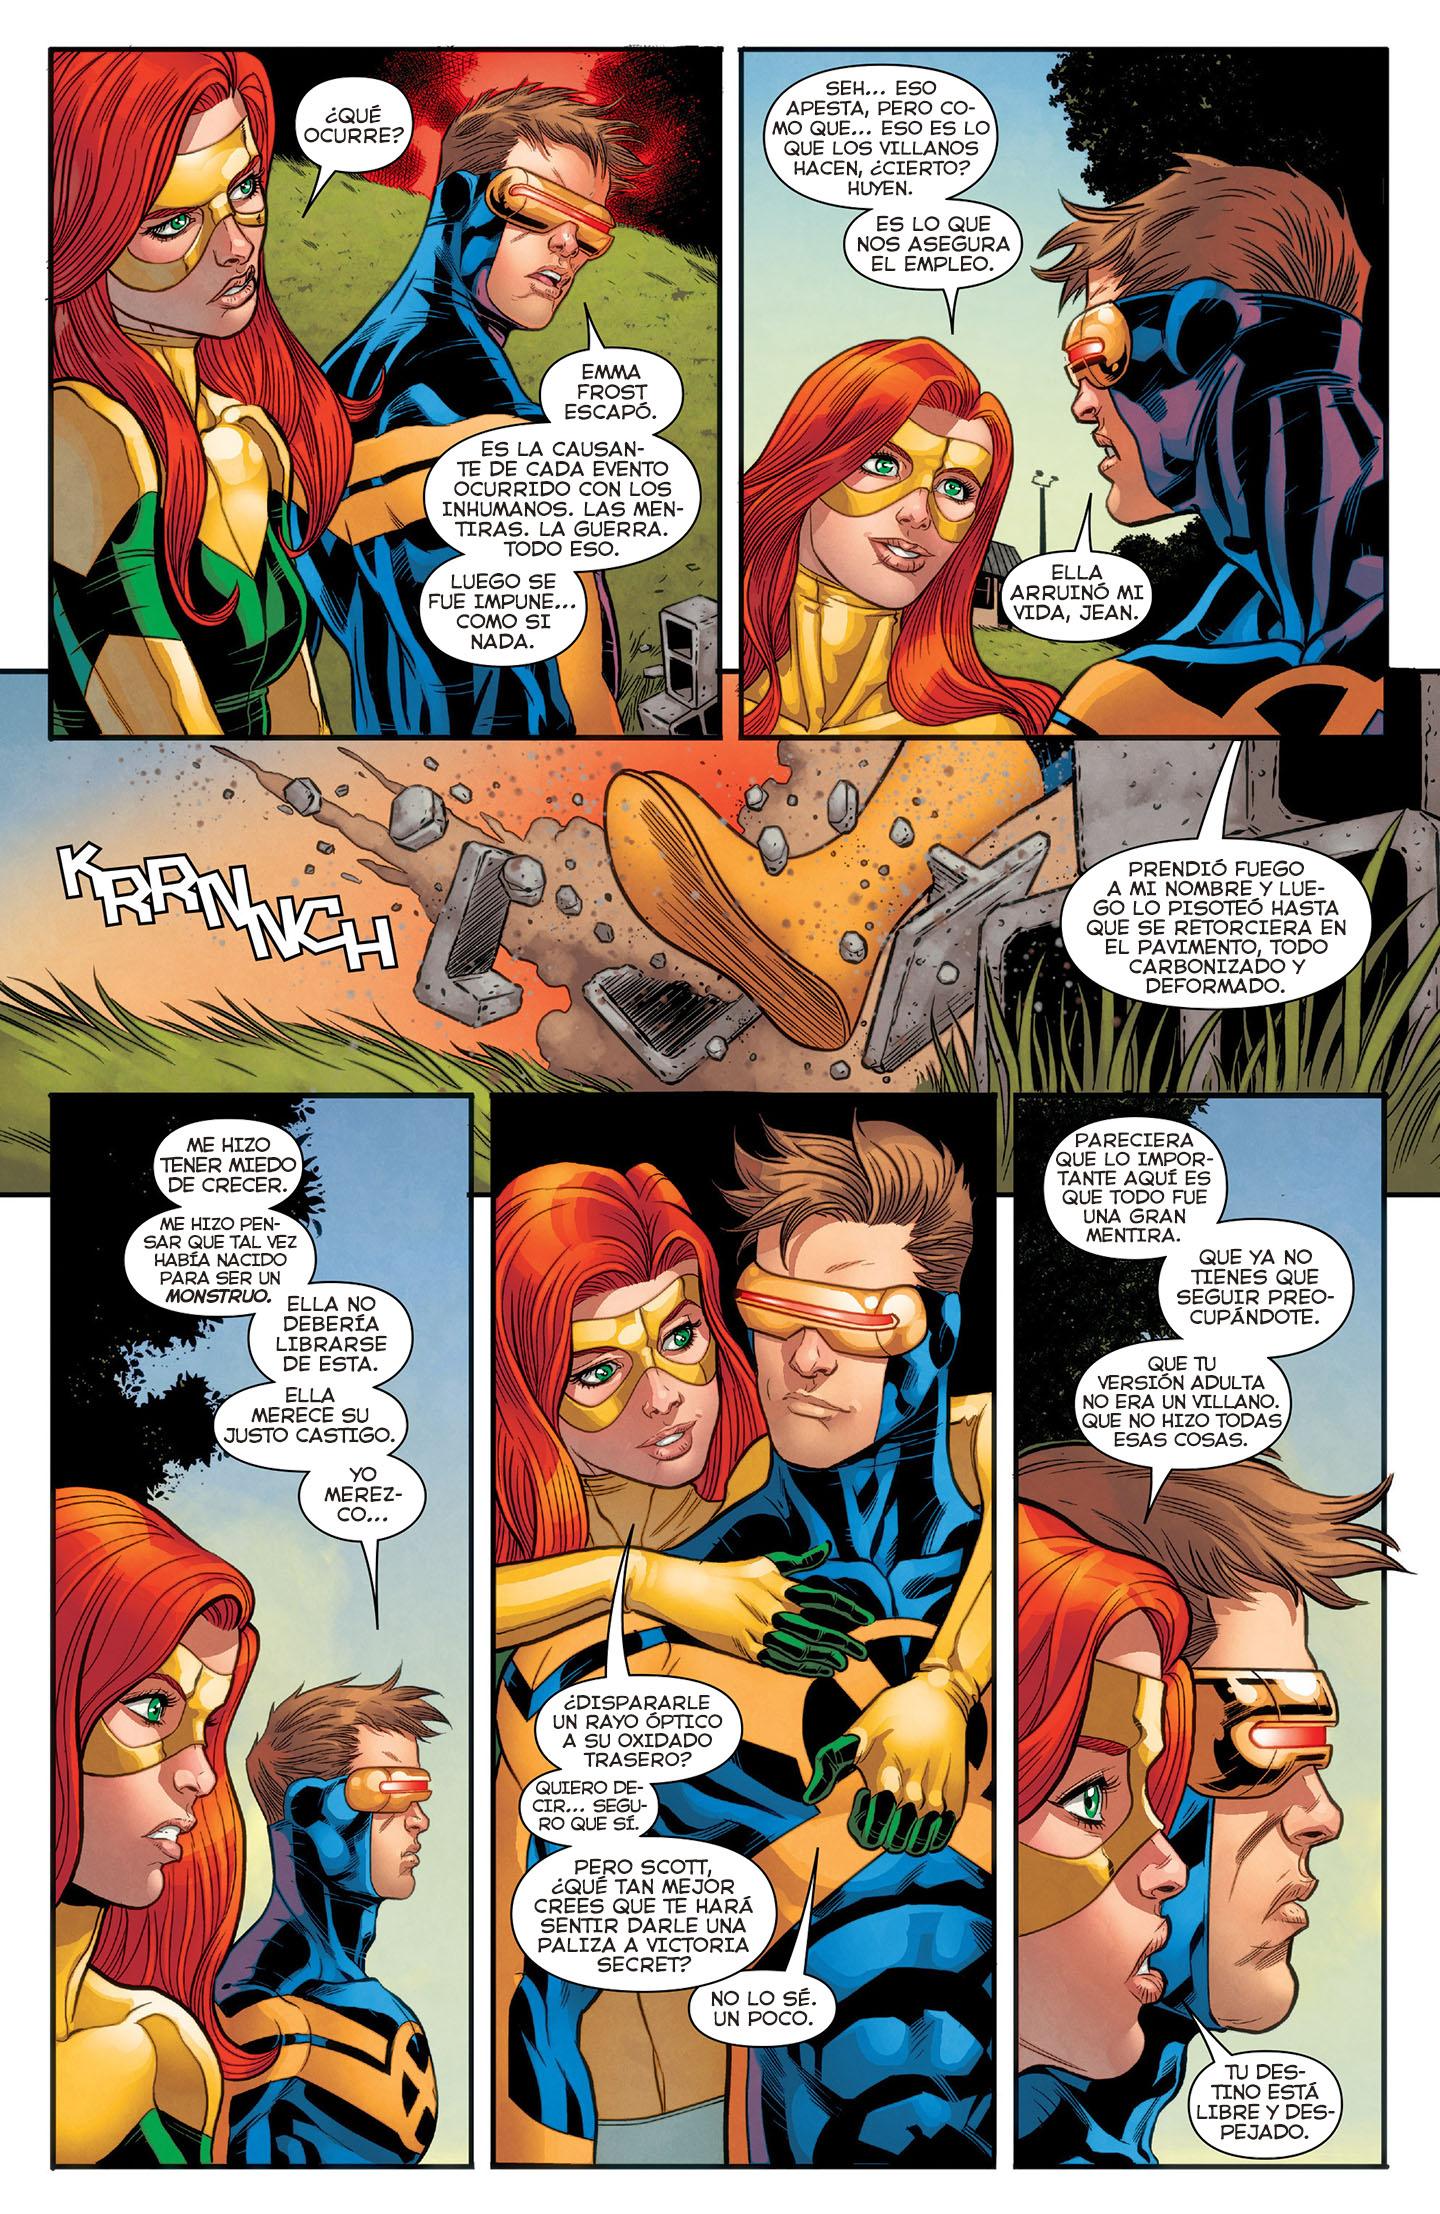 ¿QUÉ
OCURRE?
EMMA
FROST
ESCAPÓ.
ES LA CAUSAN-
TE DE CADA EVENTO
OCURRIDO CON LOS
INHUMANOS. LAS MEN-
TIRAS. LA GUERRA.
TODO ESO.
LUEGO SE
FUE IMPUNE...
COMO SI
NADA.
SEH... ESO
APESTA, PERO CO-
MO QUE... ESO ES LO
QUE LOS VILLANOS
HACEN, ¿CIERTO?
HUYEN.
ES LO QUE
NOS ASEGURA
EL EMPLEO.
ELLA
ARRUINÓ MI
VIDA, JEAN.
KRRNNCH
PRENDIÓ FUEGO
A MI NOMBRE Y LUE-
GO LO PISOTEÓ HASTA
QUE SE RETORCIERA EN
EL PAVIMENTO, TODO
CARBONIZADO Y
DEFORMADO.
ME HIZO
TENER MIEDO
DE CRECER.
ME HIZO PEN-
SAR QUE TAL VEZ
HABÍA NACIDO
PARA SER UN
MONSTRUO.
ELLA NO
DEBERÍA
LIBRARSE
DE ESTA.
ELLA
MERECE SU
JUSTO CASTIGO.
YO
MEREZ-
CO...
¿DISPARARLE
UN RAYO ÓPTICO
A SU OXIDADO
TRASERO?
QUIERO DE-
CIR... SEGU-
RO QUE SÍ.
PERO SCOTT,
¿QUÉ TAN MEJOR
CREES QUE TE HARÁ
SENTIR DARLE UNA
PALIZA A VICTORIA
SECRET?
NO LO SÉ.
UN POCO.
PARECIERA
QUE LO IMPOR-
TANTE AQUÍ ES
QUE TODO FUE
UNA GRAN
MENTIRA.
QUE YA NO
TIENES QUE
SEGUIR PREO-
CUPÁNDOTE.
QUE TU
VERSIÓN ADULTA
NO ERA UN VILLANO.
QUE NO HIZO TODAS
ESAS COSAS.
TU DES-
TINO ESTÁ
LIBRE Y DES-
PEJADO.